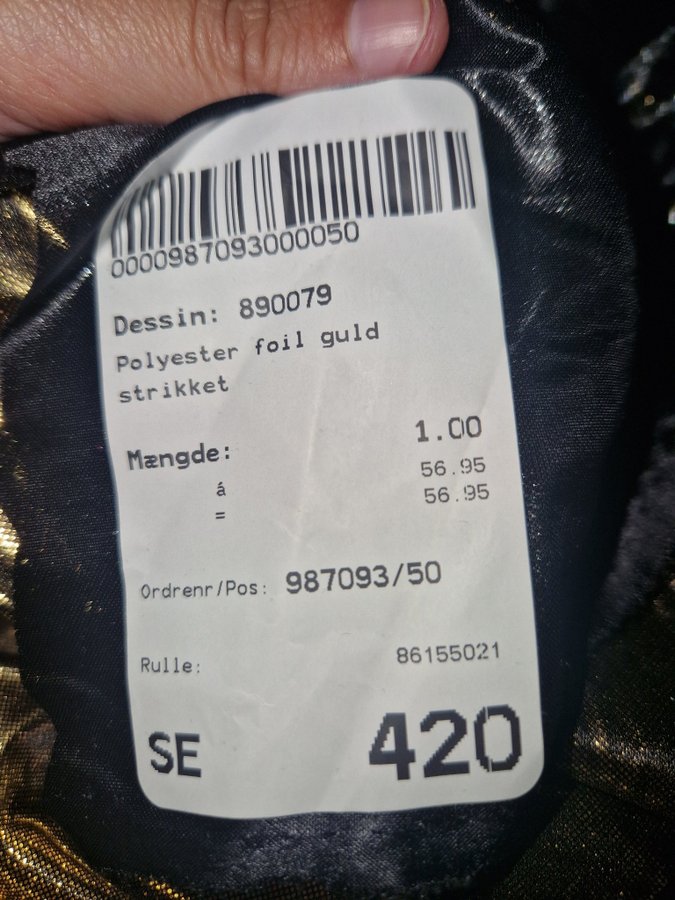 0000987093000050
Dessin: 890079
Polyester foil guld
strikket
Mængde: 1.00
á 56.95
= 56.95
Ordrenr/Pos: 987093/50
Rulle: 86155021
SE 420